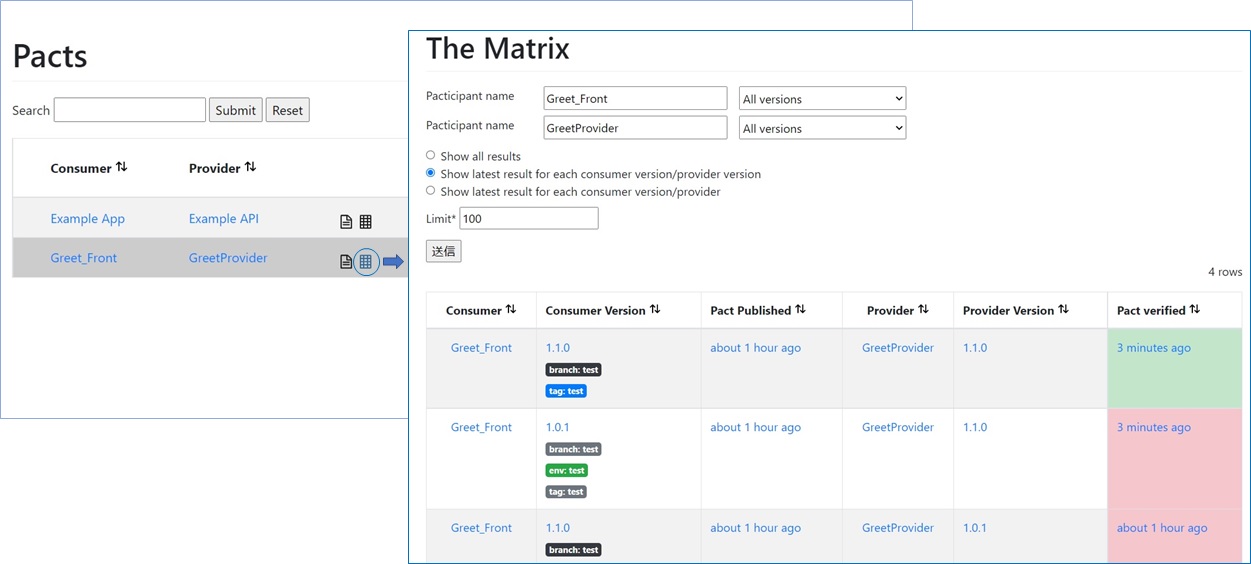 Pacts
Search Submit Reset
Consumer Provider
Example App Example API
Greet_Front GreetProvider
The Matrix
Pacticipant name Greet_Front All versions
Pacticipant name GreetProvider All versions
Show all results
Show latest result for each consumer version/provider version
Show latest result for each consumer version/provider
Limit* 100
送信
4 rows
Consumer Consumer Version Pact Published Provider Provider Version Pact verified
Greet_Front 1.1.0 about 1 hour ago GreetProvider 1.1.0 3 minutes ago
branch: test
tag: test
Greet_Front 1.0.1 about 1 hour ago GreetProvider 1.1.0 3 minutes ago
branch: test
env: test
tag: test
Greet_Front 1.1.0 about 1 hour ago GreetProvider 1.0.1 about 1 hour ago
branch: test